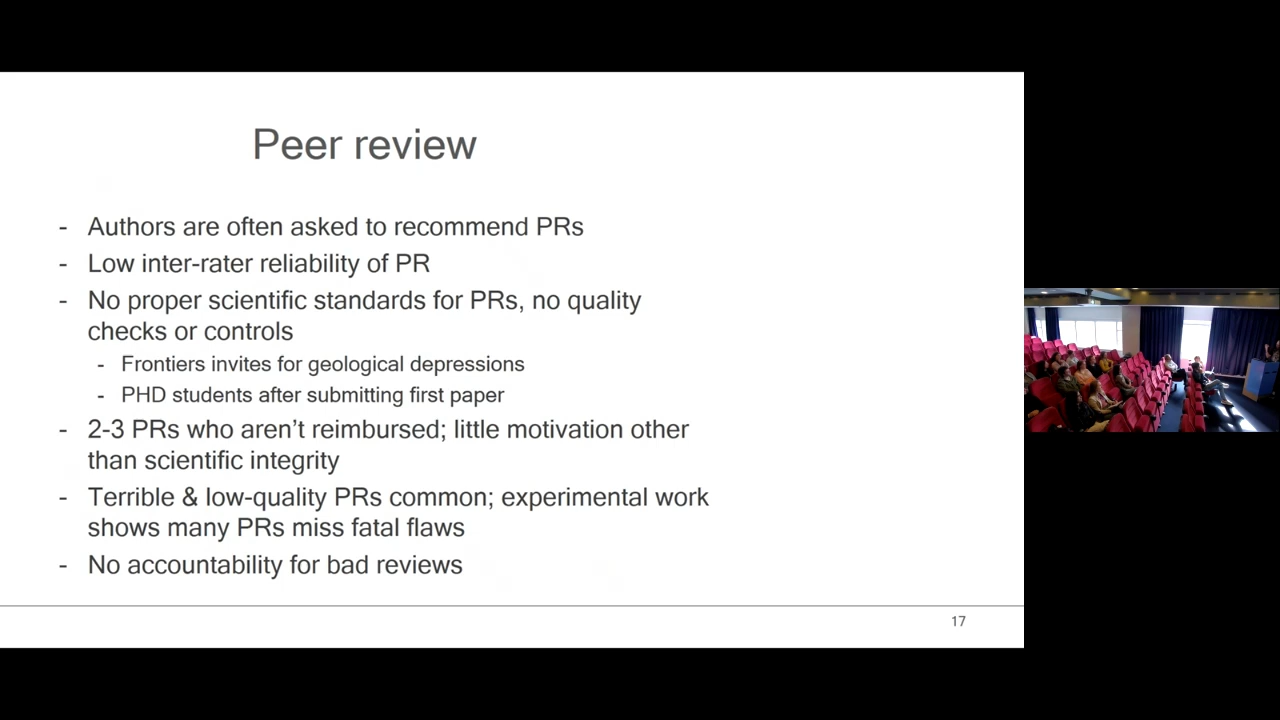 Peer review
- Authors are often asked to recommend PRs
- Low inter-rater reliability of PR
- No proper scientific standards for PRs, no quality
checks or controls
- Frontiers invites for geological depressions
- PHD students after submitting first paper
- 2-3 PRs who aren't reimbursed; little motivation other
than scientific integrity
- Terrible & low-quality PRs common; experimental work
shows many PRs miss fatal flaws
- No accountability for bad reviews
17